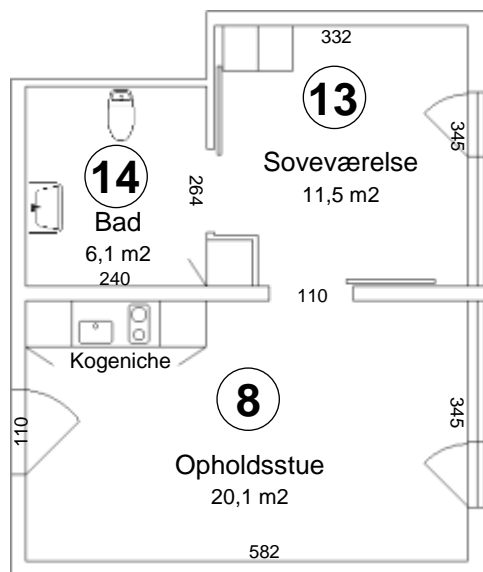 332
13
345
Soveværelse
11,5 m2
14
264
Bad
6,1 m2
240
110
Kogeniche
8
110
345
Opholdsstue
20,1 m2
582